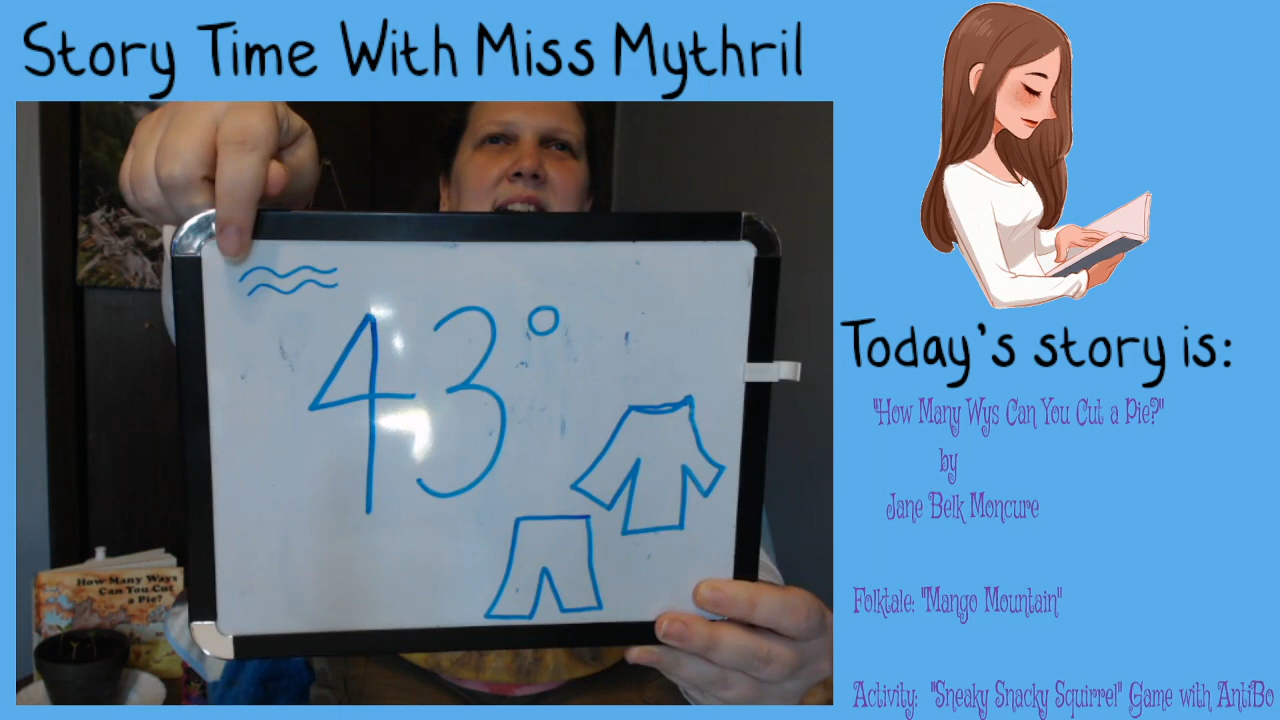 Story Time With Miss Mythril
43°
How Many Ways
Can You Cut
a Pie?
Today's story is:
"How Many Wys Can You Cut a Pie?"
by
Jane Belk Moncure
Folktale: "Mango Mountain"
Activity: "Sneaky Snacky Squirrel" Game with AntiBo